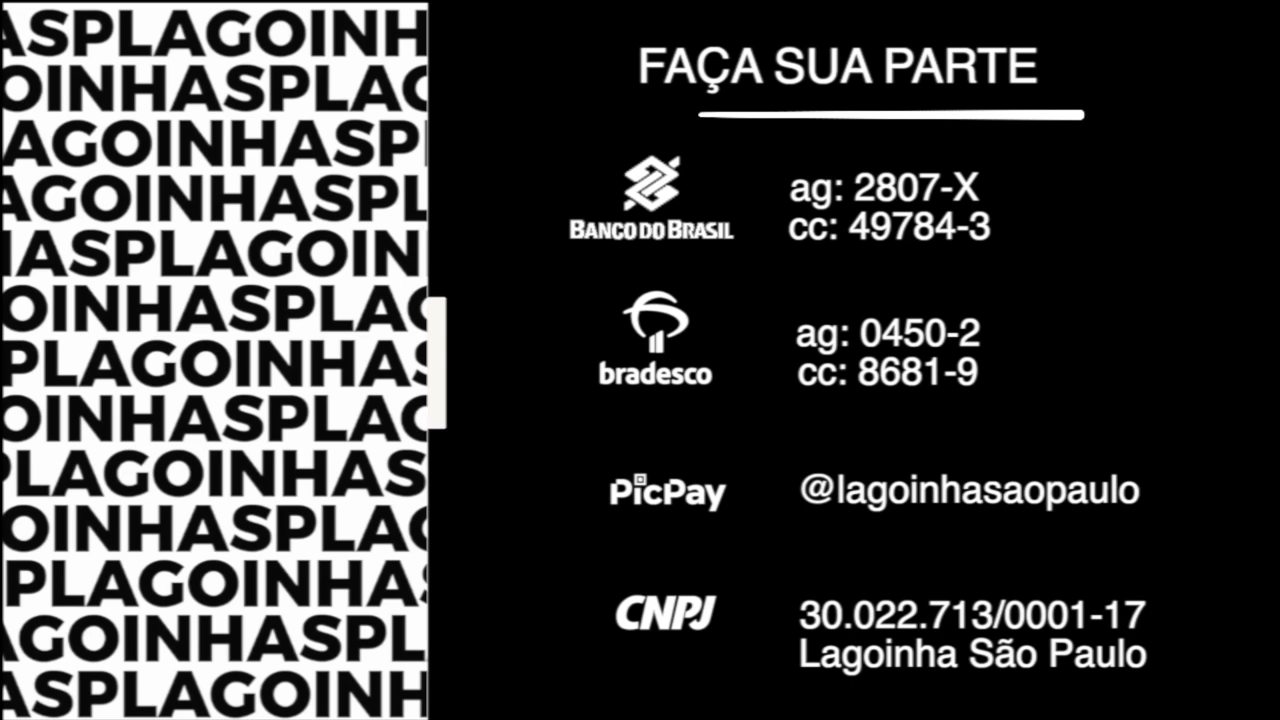 ASPLAGOINH
OINHASPLAG
LAGOINHASP
AGOINHASPL
HASPLAGOIN
OINHASPLAG
PLAGOINHAS
OINHASPLAG
PLAGOINHAS
OINHASPLAG
PLAGOINHAS
AGOINHASPL
ASPLAGOINH
FAÇA SUA PARTE
BANCO DO BRASIL
ag: 2807-X
cc: 49784-3
bradesco
ag: 0450-2
cc: 8681-9
PicPay
@lagoinhasaopaulo
CNPJ
30.022.713/0001-17
Lagoinha São Paulo